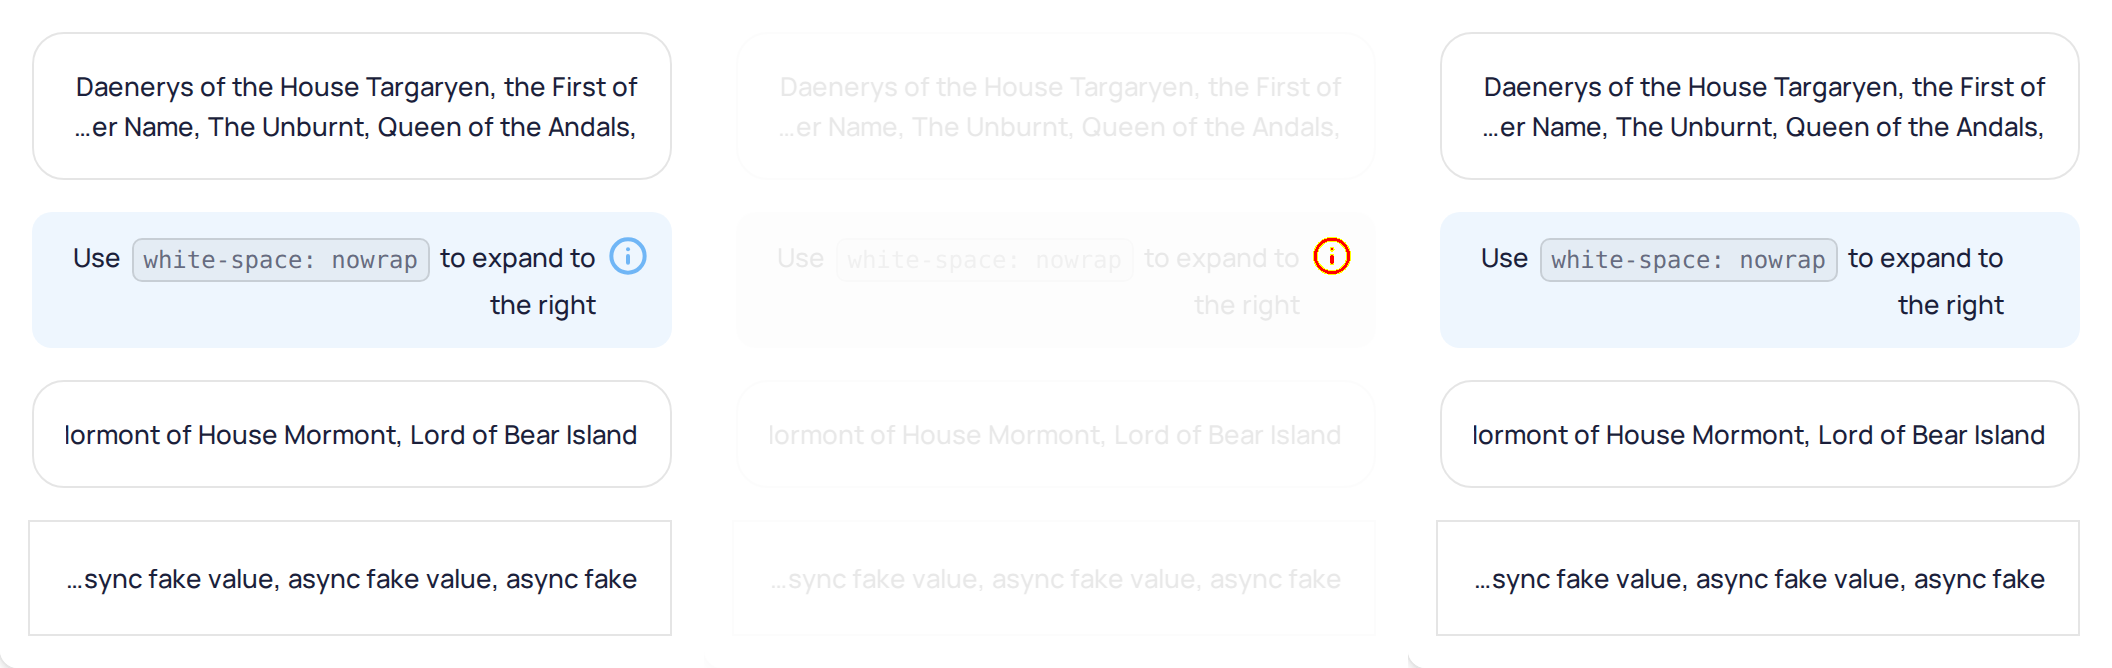 Daenerys of the House Targaryen, the First of
...er Name, The Unburnt, Queen of the Andals,
Use white-space: nowrap to expand to
the right
lormont of House Mormont, Lord of Bear Island
...sync fake value, async fake value, async fake
Daenerys of the House Targaryen, the First of
...er Name, The Unburnt, Queen of the Andals,
Use white-space: nowrap to expand to
the right
lormont of House Mormont, Lord of Bear Island
...sync fake value, async fake value, async fake
Daenerys of the House Targaryen, the First of
...er Name, The Unburnt, Queen of the Andals,
Use white-space: nowrap to expand to
the right
lormont of House Mormont, Lord of Bear Island
...sync fake value, async fake value, async fake